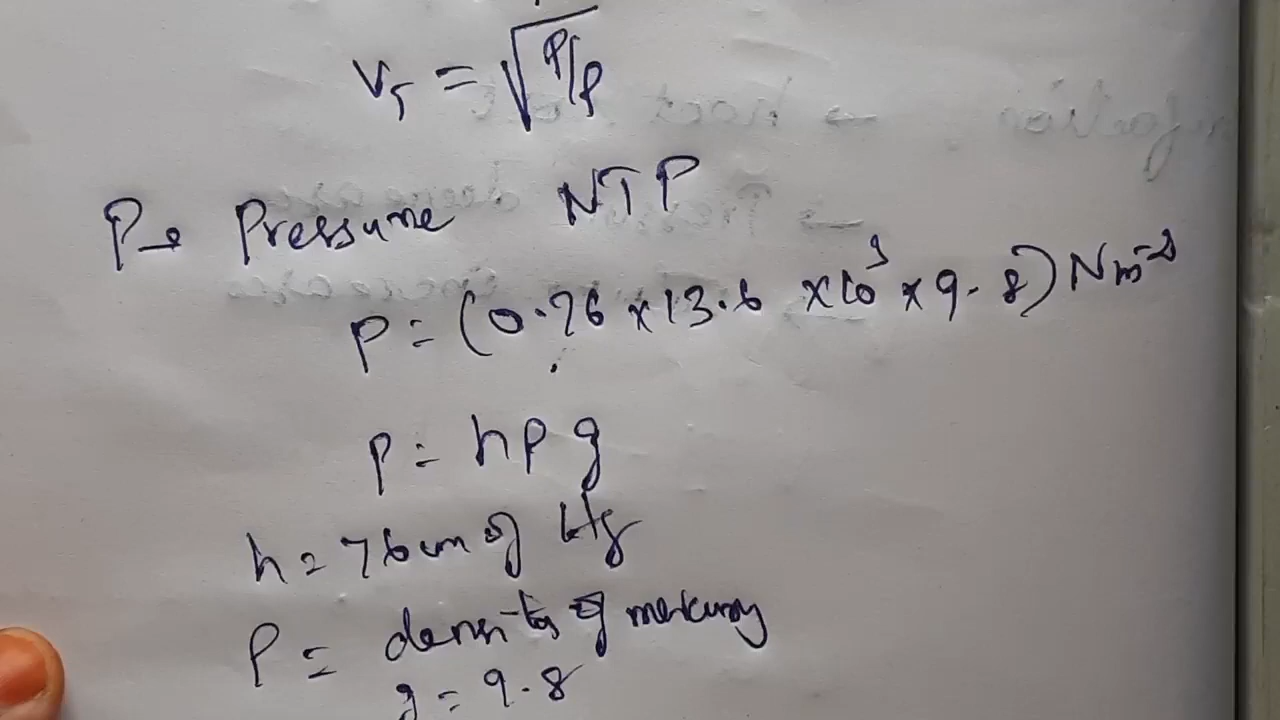 V_T = √P/ρ
P → Pressure NTP
P = (0.76 × 13.6 × 10³ × 9.8) Nm⁻²
P = hρg
h = 76 cm of Hg
ρ = density of mercury
g = 9.8